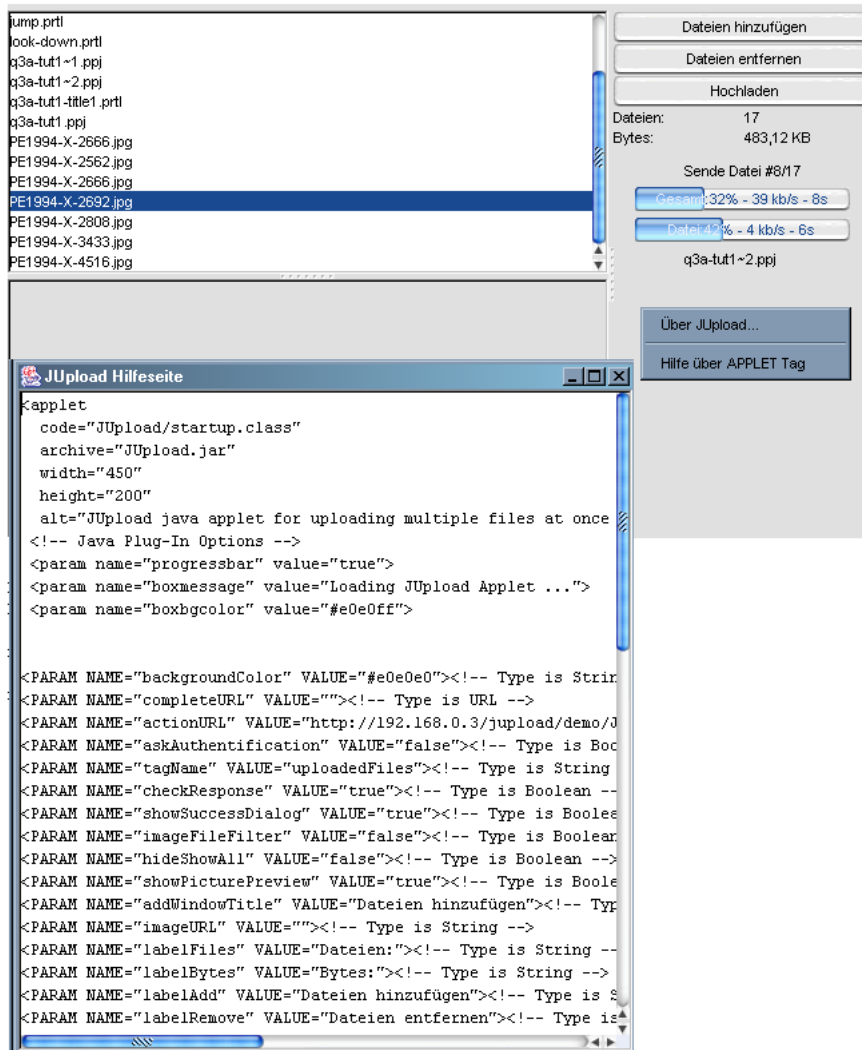 jump.prtl
look-down.prtl
q3a-tut1~1.ppj
q3a-tut1~2.ppj
q3a-tut1-title1.prtl
q3a-tut1.ppj
PE1994-X-2666.jpg
PE1994-X-2562.jpg
PE1994-X-2666.jpg
PE1994-X-2692.jpg
PE1994-X-2808.jpg
PE1994-X-3433.jpg
PE1994-X-4516.jpg
Dateien hinzufügen
Dateien entfernen
Hochladen
Dateien: 17
Bytes: 483,12 KB
Sende Datei #8/17
Gesamt:32% - 39 kb/s - 8s
Datei:42% - 4 kb/s - 6s
q3a-tut1~2.ppj
Über JUpload...
Hilfe über APPLET Tag
JUpload Hilfeseite
<applet
code="JUpload/startup.class"
archive="JUpload.jar"
width="450"
height="200"
alt="JUpload java applet for uploading multiple files at once
<!-- Java Plug-In Options -->
<param name="progressbar" value="true">
<param name="boxmessage" value="Loading JUpload Applet ...">
<param name="boxbgcolor" value="#e0e0ff">
<PARAM NAME="backgroundColor" VALUE="#e0e0e0"><!-- Type is Strin
<PARAM NAME="completeURL" VALUE=""><!-- Type is URL -->
<PARAM NAME="actionURL" VALUE="http://192.168.0.3/jupload/demo/J
<PARAM NAME="askAuthentification" VALUE="false"><!-- Type is Boo
<PARAM NAME="tagName" VALUE="uploadedFiles"><!-- Type is String
<PARAM NAME="checkResponse" VALUE="true"><!-- Type is Boolean --
<PARAM NAME="showSuccessDialog" VALUE="true"><!-- Type is Boolea
<PARAM NAME="imageFileFilter" VALUE="false"><!-- Type is Boolean
<PARAM NAME="hideShowAll" VALUE="false"><!-- Type is Boolean -->
<PARAM NAME="showPicturePreview" VALUE="true"><!-- Type is Boole
<PARAM NAME="addWindowTitle" VALUE="Dateien hinzufügen"><!-- Typ
<PARAM NAME="imageURL" VALUE=""><!-- Type is String -->
<PARAM NAME="labelFiles" VALUE="Dateien:"><!-- Type is String --
<PARAM NAME="labelBytes" VALUE="Bytes:"><!-- Type is String -->
<PARAM NAME="labelAdd" VALUE="Dateien hinzufügen"><!-- Type is S
<PARAM NAME="labelRemove" VALUE="Dateien entfernen"><!-- Type is